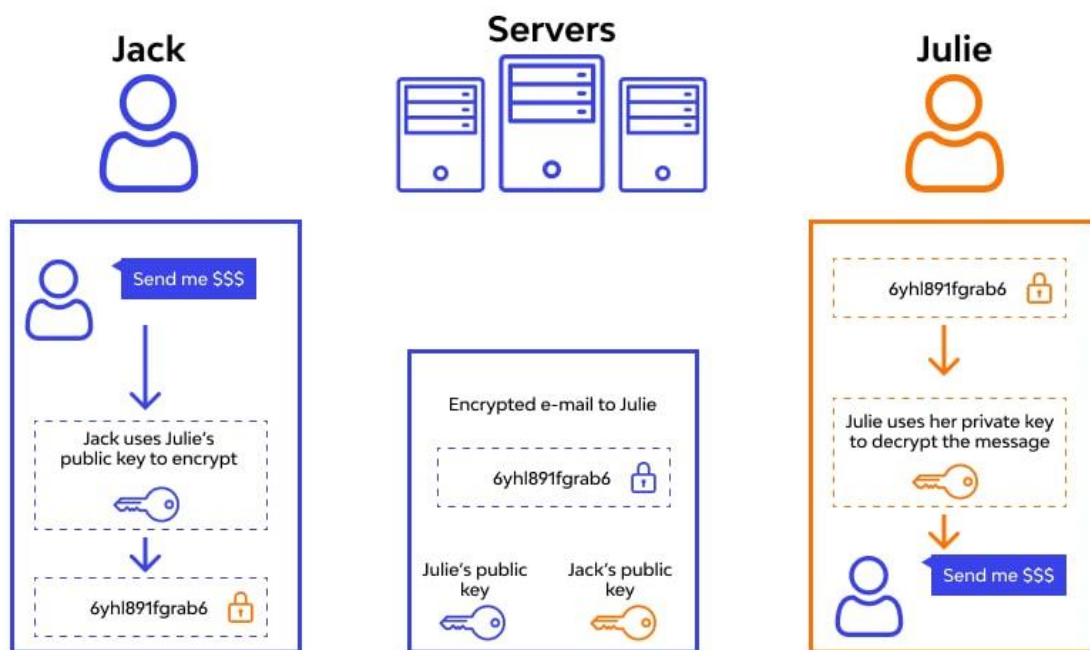 Jack
Servers
Julie
Send me $$$
Jack uses Julie's
public key to encrypt
6yhl891fgrab6
Encrypted e-mail to Julie
6yhl891fgrab6
Julie's public
key
Jack's public
key
6yhl891fgrab6
Julie uses her private key
to decrypt the message
Send me $$$